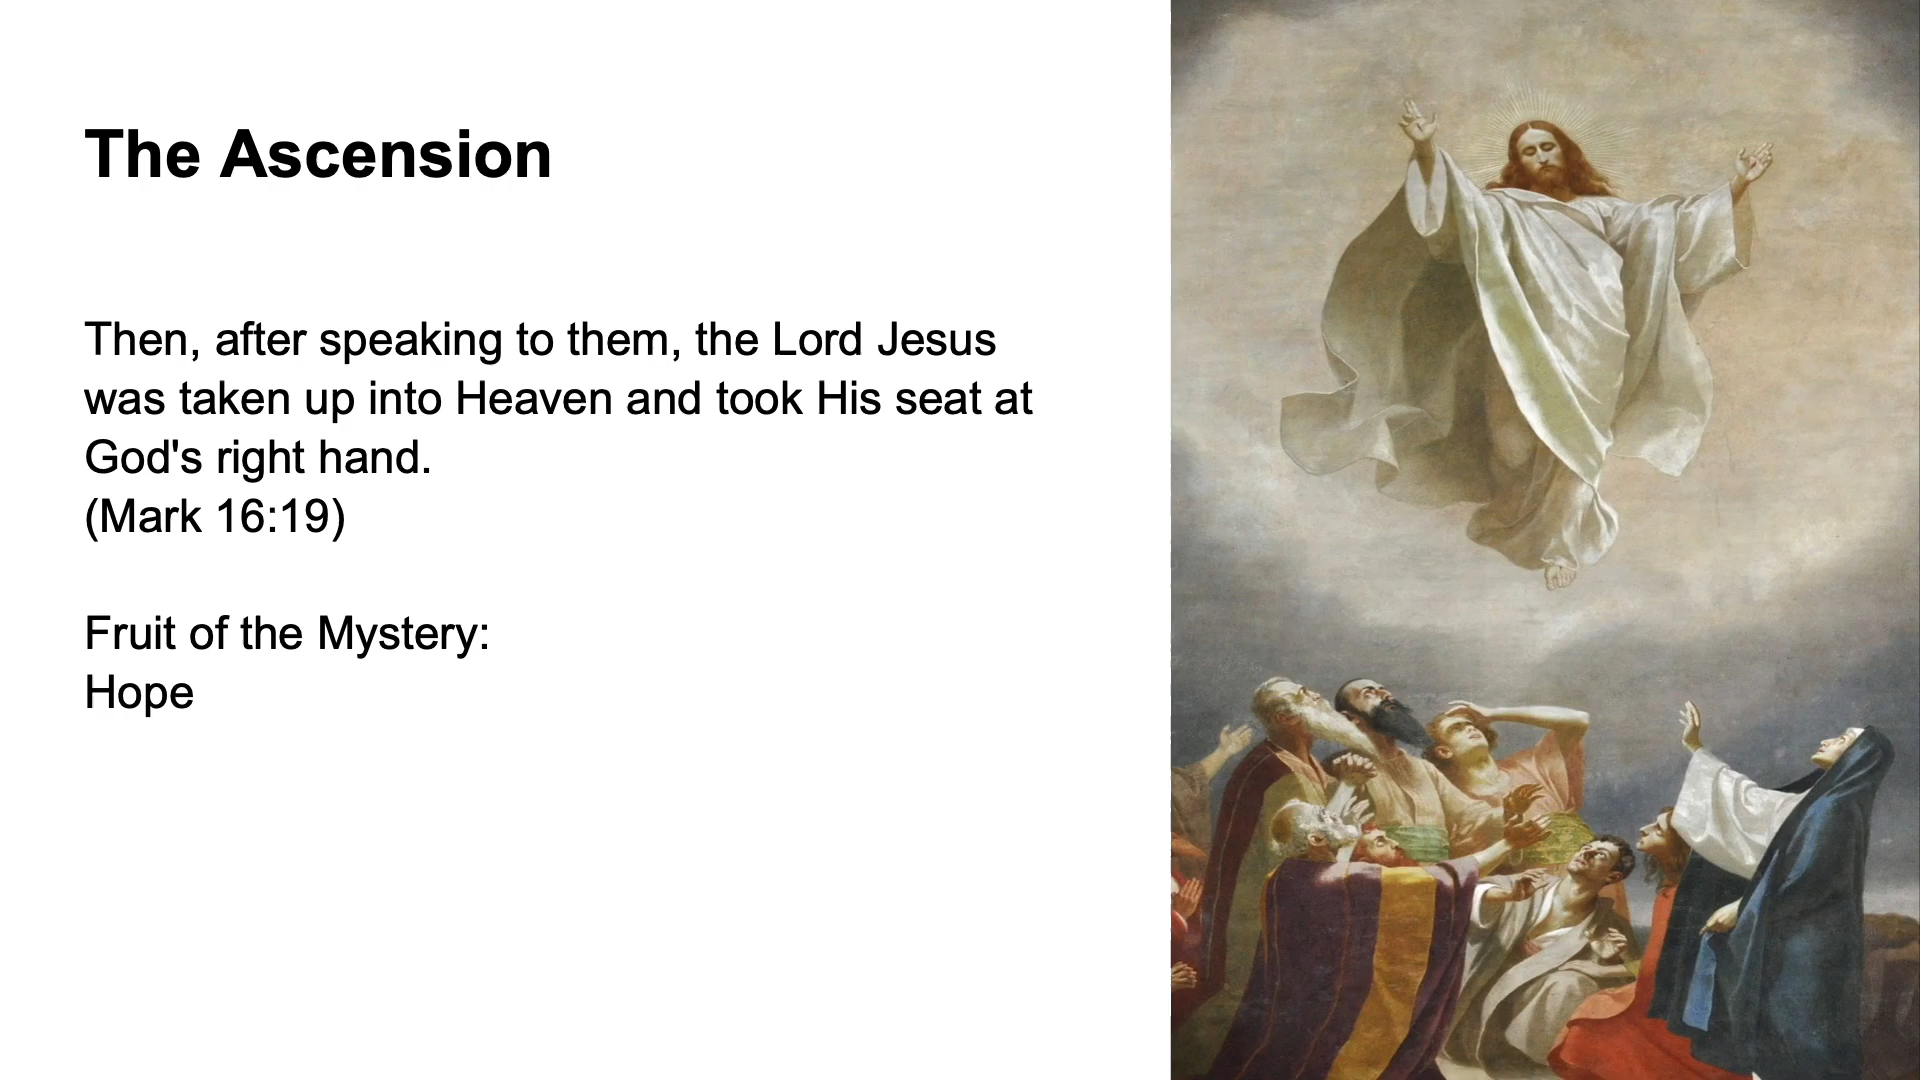 The Ascension
Then, after speaking to them, the Lord Jesus
was taken up into Heaven and took His seat at
God's right hand.
(Mark 16:19)
Fruit of the Mystery:
Hope